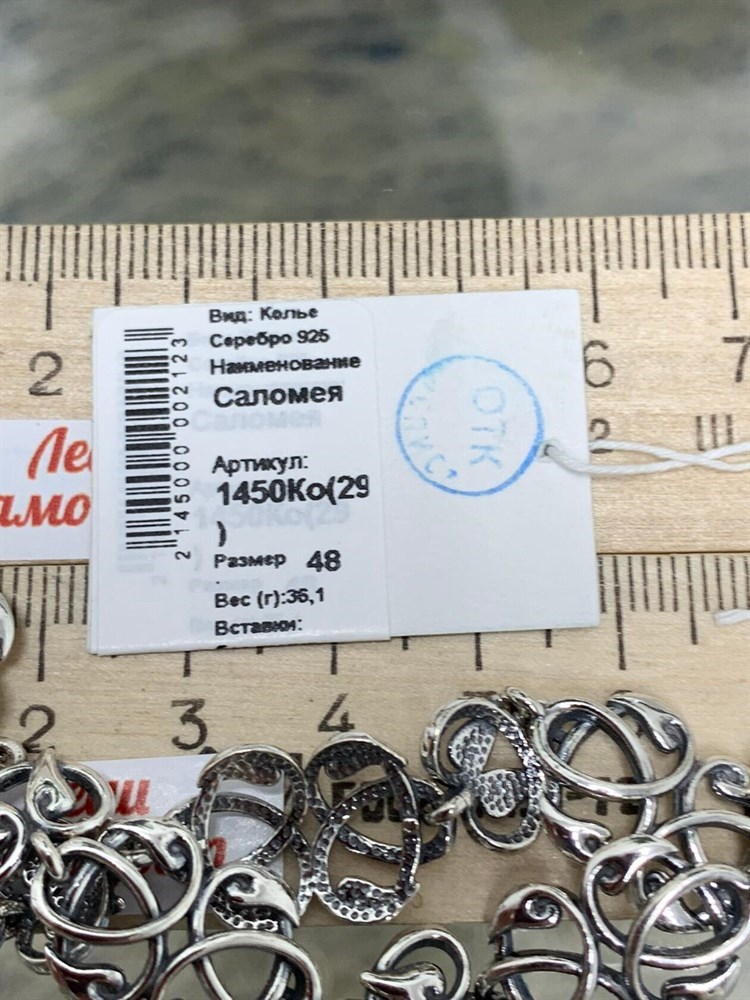 Вид: Колье
Серебро 925
Наименование
Саломея
Артикул:
1450Ко(29
)
Размер 48
Вес (г):36,1
Вставки:
2 145000 002123
ОТК
2
6
7
2
3
4